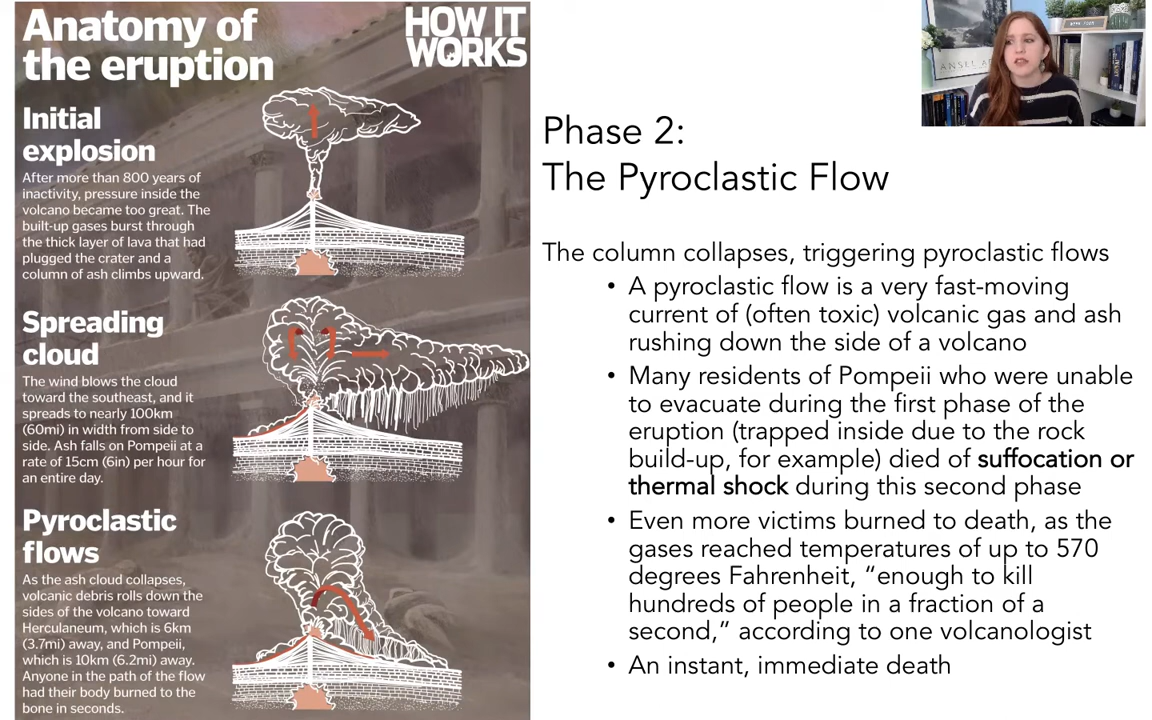 Anatomy of
the eruption
HOW IT
WORKS
Initial
explosion
After more than 800 years of
inactivity, pressure inside the
volcano became too great. The
built-up gases burst through
the thick layer of lava that had
plugged the crater and a
column of ash climbs upward.
Spreading
cloud
The wind blows the cloud
toward the southeast, and it
spreads to nearly 100km
(60mi) in width from side to
side. Ash falls on Pompeii at a
rate of 15cm (6in) per hour for
an entire day.
Pyroclastic
flows
As the ash cloud collapses,
volcanic debris rolls down the
sides of the volcano toward
Herculaneum, which is 6km
(3.7mi) away, and Pompeii,
which is 10km (6.2mi) away.
Anyone in the path of the flow
had their body burned to the
bone in seconds.
Phase 2:
The Pyroclastic Flow
The column collapses, triggering pyroclastic flows
• A pyroclastic flow is a very fast-moving
current of (often toxic) volcanic gas and ash
rushing down the side of a volcano
• Many residents of Pompeii who were unable
to evacuate during the first phase of the
eruption (trapped inside due to the rock
build-up, for example) died of suffocation or
thermal shock during this second phase
• Even more victims burned to death, as the
gases reached temperatures of up to 570
degrees Fahrenheit, “enough to kill
hundreds of people in a fraction of a
second,” according to one volcanologist
• An instant, immediate death
ANSEL